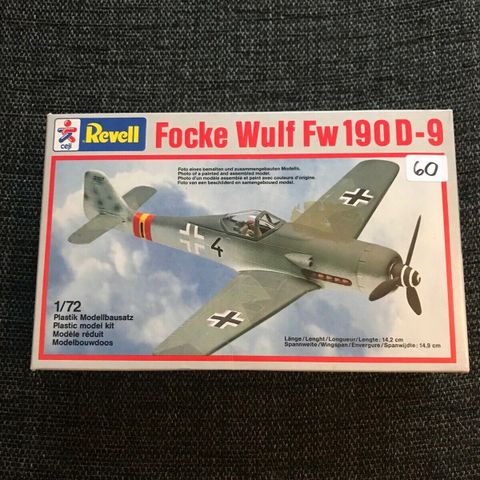 ceji
Revell
Focke Wulf Fw 190 D-9
60
Foto eines bemalten und zusammengebauten Modells.
Photo of a painted and assembled model.
Photo d'un modèle assemblé et peint avec couleurs d'origine.
Foto van een beschilderd en samengebouwd model.
4
1/72
Plastik Modellbausatz
Plastic model kit
Modèle réduit
Modelbouwdoos
Länge/Lenght/Longueur/Lengte: 14,2 cm
Spannweite/Wingspan/Envergure/Spanwijdte: 14,9 cm